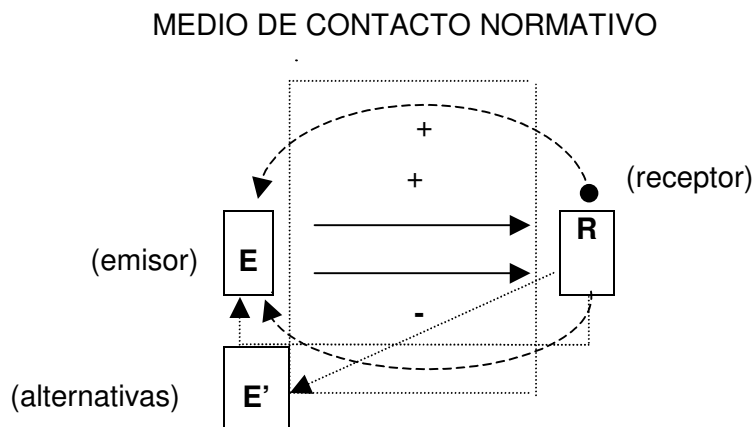 MEDIO DE CONTACTO NORMATIVO
+
+
(receptor)
R
(emisor)
E
-
(alternativas)
E’